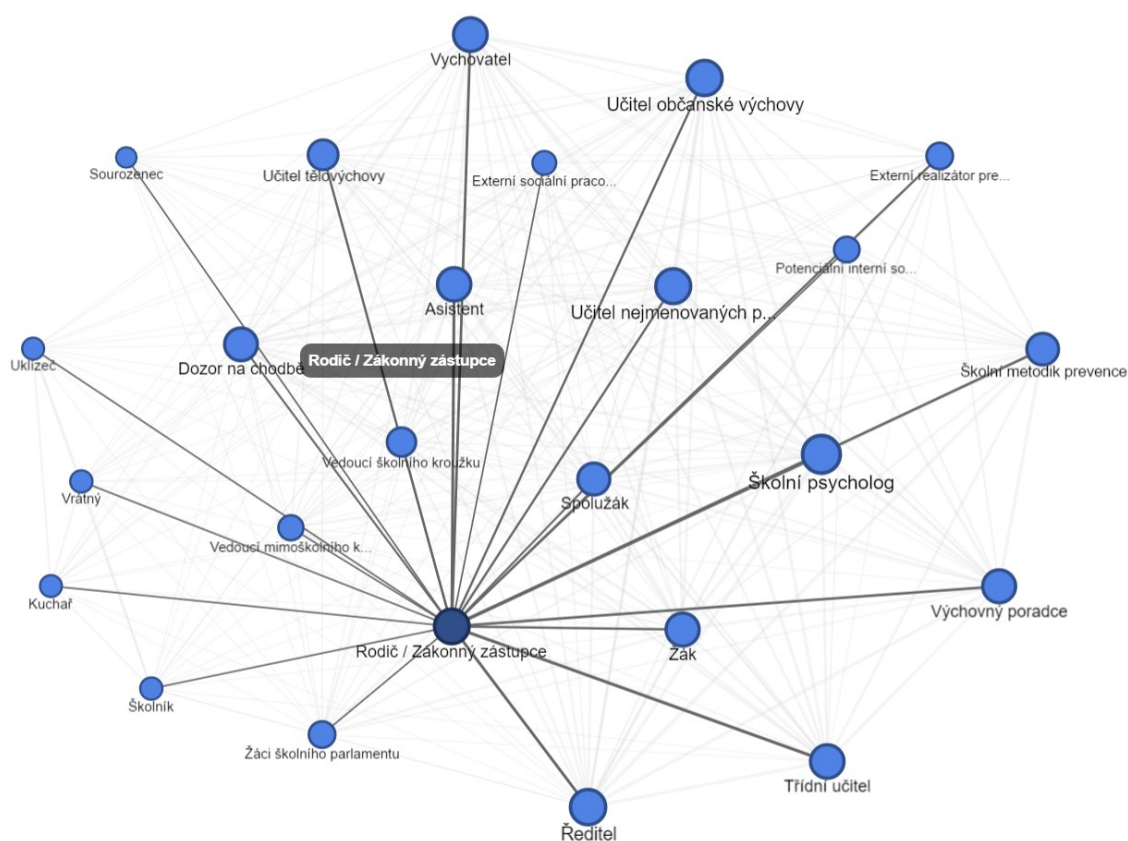 Vychovatel
Učitel občanské výchovy
Sourozenec
Učitel tělovýchovy
Externí sociální praco...
Externí realizátor pre...
Potenciální interní so...
Asistent
Učitel nejmenovaných p...
Uklízeč
Dozor na chodbě
Rodič / Zákonný zástupce
Školní metodik prevence
Vedoucí školního kroužku
Školní psycholog
Vrátný
Spolužák
Vedoucí mimoškolního k...
Kuchař
Výchovný poradce
Rodič / Zákonný zástupce
Žák
Školník
Žáci školního parlamentu
Třídní učitel
Ředitel